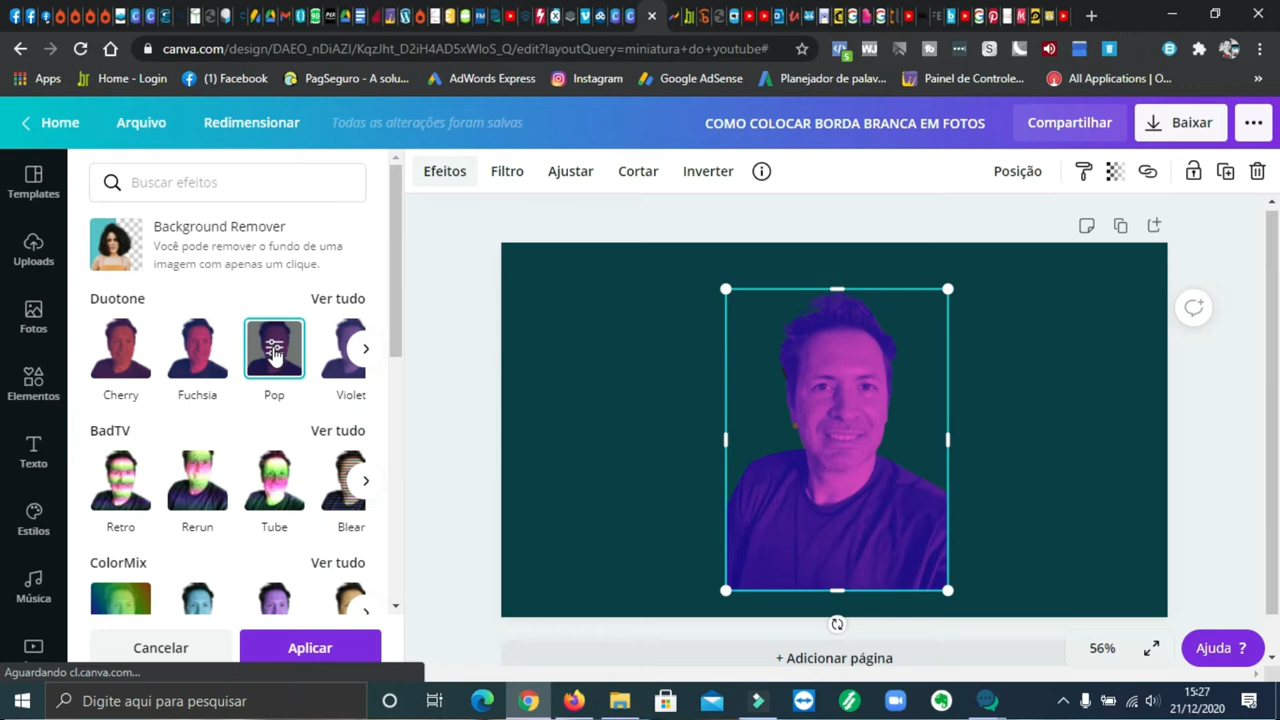 canva.com/design/DAEO_nDiAZI/KqzJht_D2iH4AD5xWloS_Q/edit?layoutQuery=miniatura+do+youtube#
Apps
Home - Login
(1) Facebook
PagSeguro - A solu...
AdWords Express
Instagram
Google AdSense
Planejador de palav...
Painel de Controle...
All Applications | O...
»
Home
Arquivo
Redimensionar
Todas as alterações foram salvas
COMO COLOCAR BORDA BRANCA EM FOTOS
Compartilhar
Baixar
Templates
Uploads
Fotos
Elementos
Texto
Estilos
Música
Buscar efeitos
Efeitos
Filtro
Ajustar
Cortar
Inverter
Posição
Background Remover
Você pode remover o fundo de uma
imagem com apenas um clique.
Duotone
Ver tudo
Cherry
Fuchsia
Pop
Violet
BadTV
Ver tudo
Retro
Rerun
Tube
Blear
ColorMix
Ver tudo
Cancelar
Aplicar
+ Adicionar página
56%
Ajuda ?
Aguardando cl.canva.com...
Digite aqui para pesquisar
15:27
21/12/2020